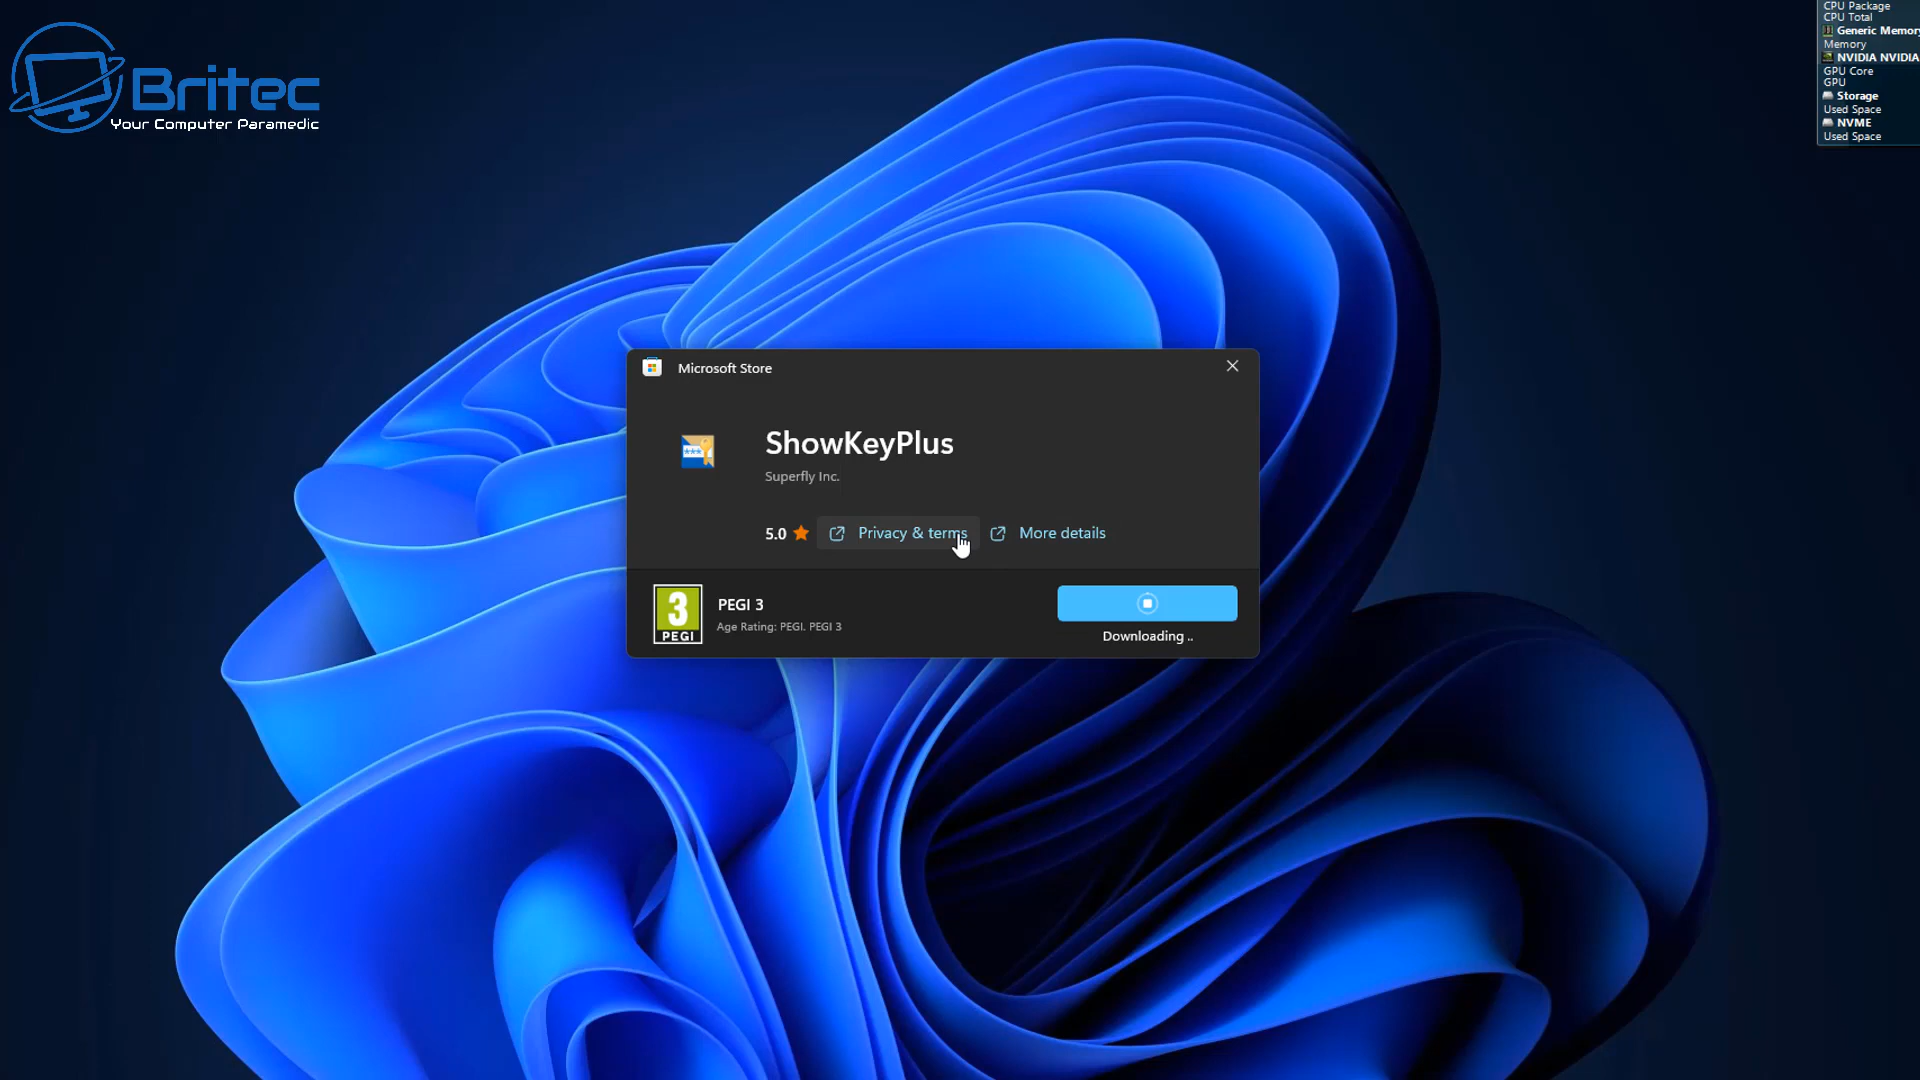 Britec
Your Computer Paramedic
CPU Package
CPU Total
Generic Memory
Memory
NVIDIA NVIDIA
GPU Core
GPU
Storage
Used Space
NVME
Used Space
Microsoft Store
ShowKeyPlus
Superfly Inc.
5.0 Privacy & terms More details
3
PEGI
PEGI 3
Age Rating: PEGI. PEGI 3
Downloading ..